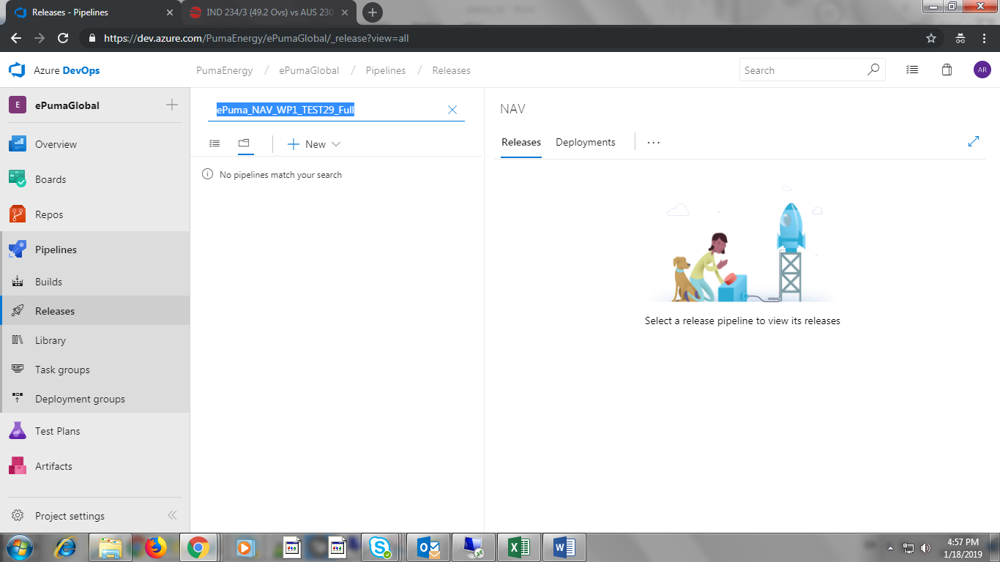 Releases - Pipelines
IND 234/3 (49.2 Ovs) vs AUS 230
https://dev.azure.com/PumaEnergy/ePumaGlobal/_release?view=all
Azure DevOps
PumaEnergy / ePumaGlobal / Pipelines / Releases
Search
AR
E ePumaGlobal
Overview
Boards
Repos
Pipelines
Builds
Releases
Library
Task groups
Deployment groups
Test Plans
Artifacts
Project settings
ePuma_NAV_WP1_TEST29_Full
New
No pipelines match your search
NAV
Releases Deployments
Select a release pipeline to view its releases
4:57 PM
1/18/2019